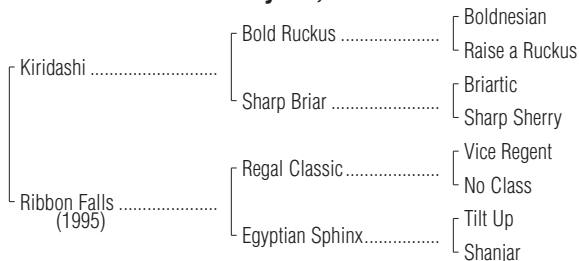 Boldnesian
Bold Ruckus
Raise a Ruckus
Kiridashi
Briartic
Sharp Briar
Sharp Sherry
Vice Regent
Regal Classic
No Class
Ribbon Falls
(1995)
Tilt Up
Egyptian Sphinx
Shanjar